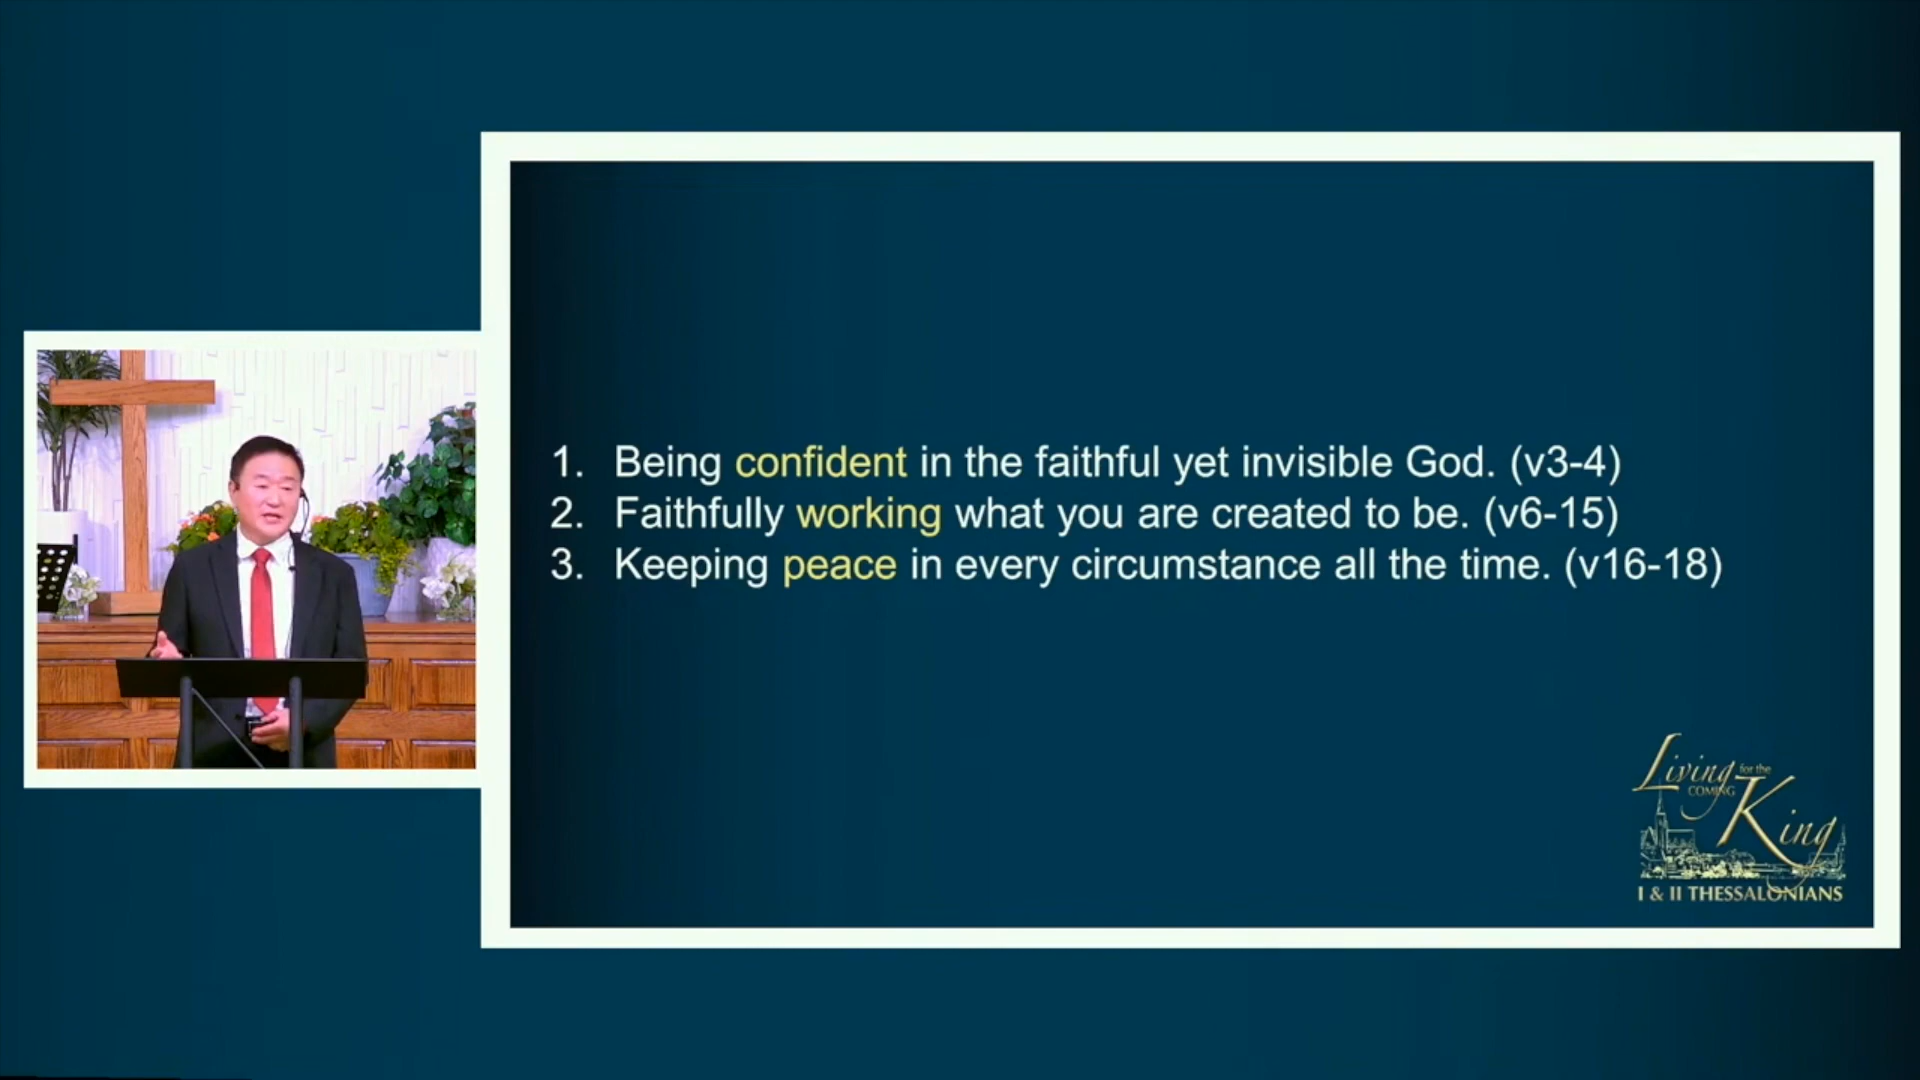 1. Being confident in the faithful yet invisible God. (v3-4)
2. Faithfully working what you are created to be. (v6-15)
3. Keeping peace in every circumstance all the time. (v16-18)
Living for the
COMING
King
I & II THESSALONIANS